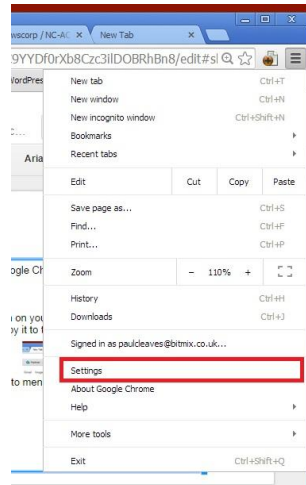 wscorp / NC-AC × New Tab ×
9YYDf0rXb8Czc3ilDOBRhBn8/edit#sl
WordPres
New tab Ctrl+T
New window Ctrl+N
New incognito window Ctrl+Shift+N
Bookmarks
Recent tabs
Aria
Edit Cut Copy Paste
Save page as... Ctrl+S
Find... Ctrl+F
Print... Ctrl+P
ogle Ch
Zoom − 110% +
History Ctrl+H
Downloads Ctrl+J
on you
Signed in as paulcleaves@bitmix.co.uk...
py it to t
Settings
to men
About Google Chrome
Help
More tools
Exit Ctrl+Shift+Q